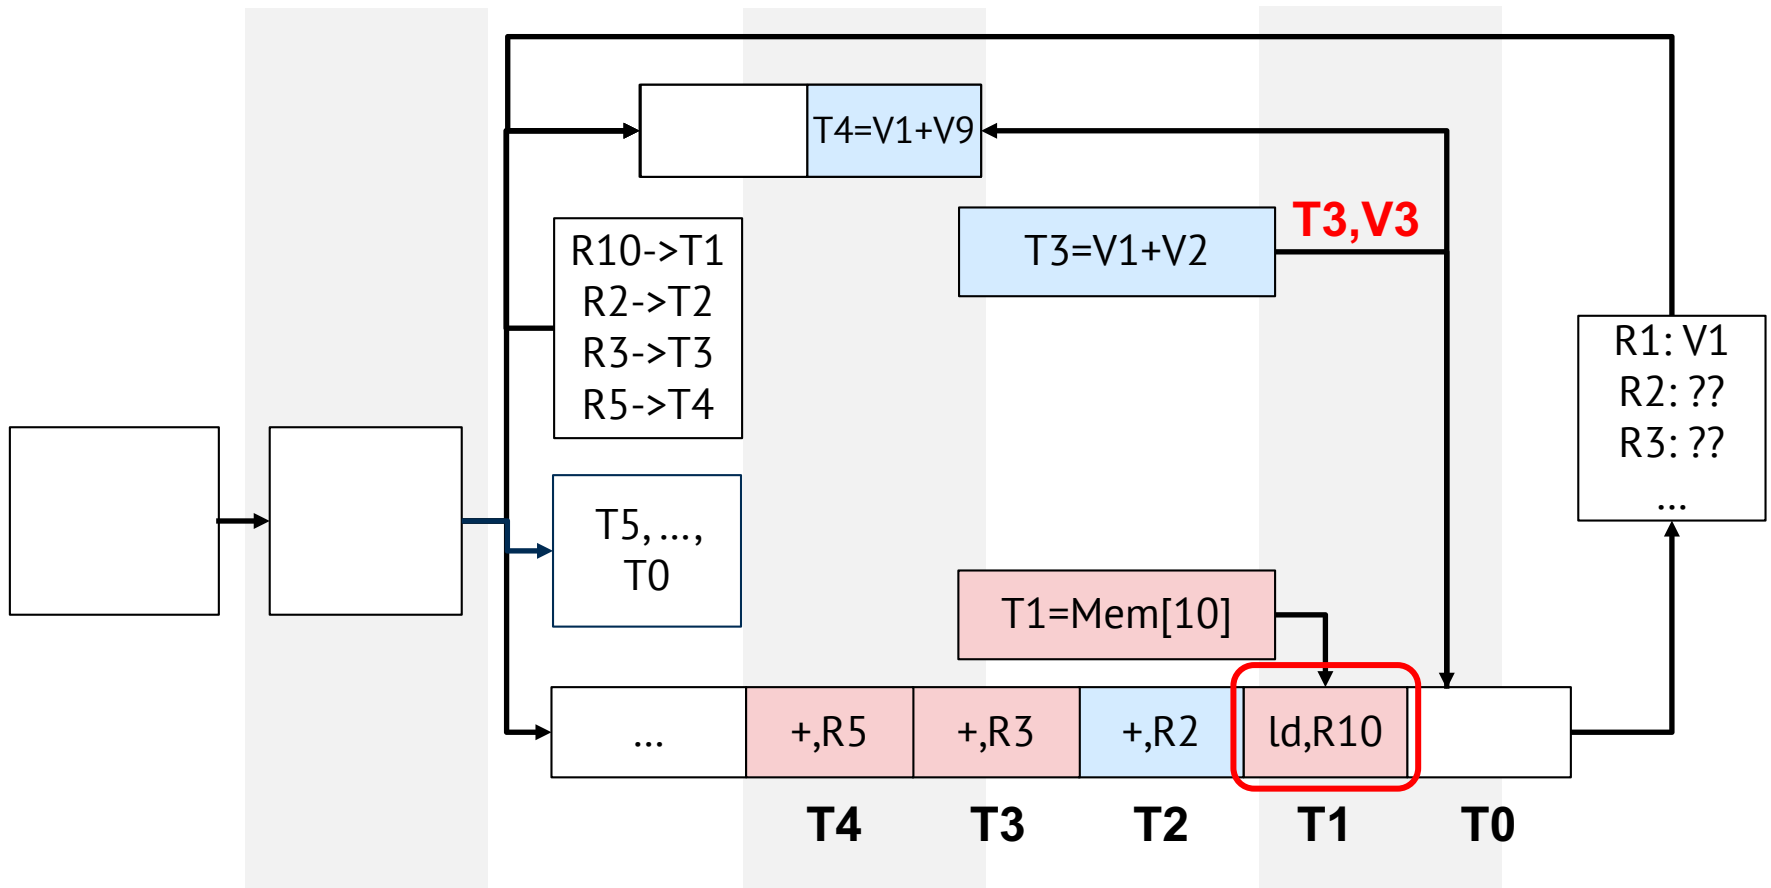 T4=V1+V9
T3,V3
T3=V1+V2
R10->T1
R2->T2
R3->T3
R5->T4
R1: V1
R2: ??
R3: ??
...
T5, ...,
T0
T1=Mem[10]
... +,R5 +,R3 +,R2 ld,R10
T4 T3 T2 T1 T0